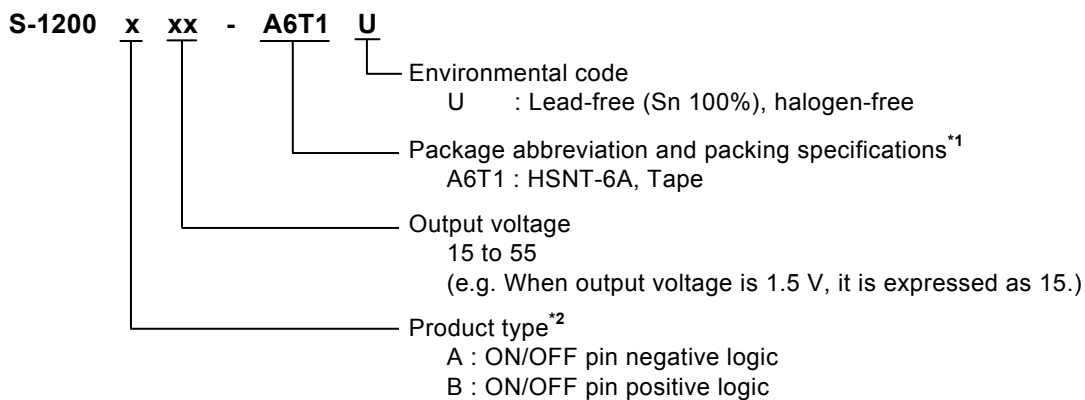 S-1200 x xx - A6T1 U
Environmental code
U : Lead-free (Sn 100%), halogen-free
Package abbreviation and packing specifications*1
A6T1 : HSNT-6A, Tape
Output voltage
15 to 55
(e.g. When output voltage is 1.5 V, it is expressed as 15.)
Product type*2
A : ON/OFF pin negative logic
B : ON/OFF pin positive logic